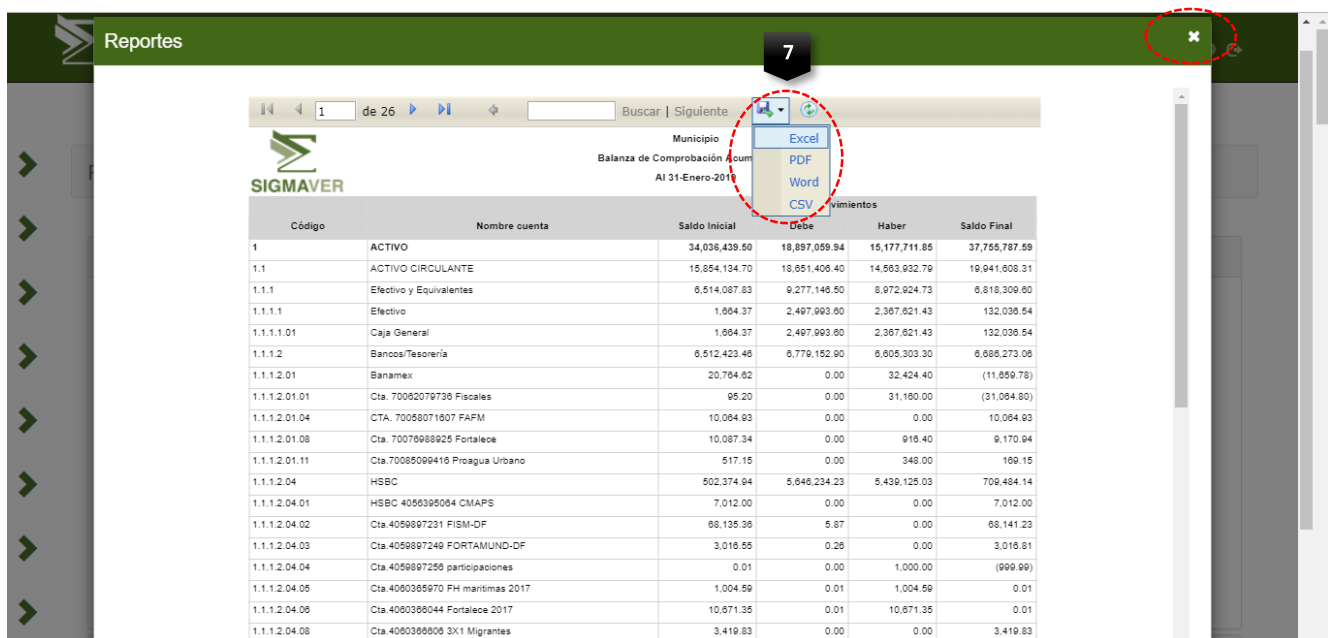 Reportes
7
1 de 26 Buscar | Siguiente
Excel
PDF
Word
CSV
SIGMAVER
Municipio
Balanza de Comprobación Acum
Al 31-Enero-2019
vimientos
Código Nombre cuenta Saldo Inicial Debe Haber Saldo Final
1 ACTIVO 34,036,439.50 18,897,059.94 15,177,711.85 37,755,787.59
1.1 ACTIVO CIRCULANTE 15,854,134.70 18,651,406.40 14,563,932.79 19,941,608.31
1.1.1 Efectivo y Equivalentes 6,514,087.83 9,277,146.50 8,972,924.73 6,818,309.60
1.1.1.1 Efectivo 1,664.37 2,497,993.60 2,367,621.43 132,036.54
1.1.1.1.01 Caja General 1,664.37 2,497,993.60 2,367,621.43 132,036.54
1.1.1.2 Bancos/Tesorería 6,512,423.46 6,779,152.90 6,605,303.30 6,686,273.06
1.1.1.2.01 Banamex 20,764.62 0.00 32,424.40 (11,659.78)
1.1.1.2.01.01 Cta. 70062079736 Fiscales 95.20 0.00 31,160.00 (31,064.80)
1.1.1.2.01.04 CTA. 70058071607 FAFM 10,064.93 0.00 0.00 10,064.93
1.1.1.2.01.08 Cta. 70076988925 Fortalece 10,087.34 0.00 916.40 9,170.94
1.1.1.2.01.11 Cta.70085099416 Proagua Urbano 517.15 0.00 348.00 169.15
1.1.1.2.04 HSBC 502,374.94 5,646,234.23 5,439,125.03 709,484.14
1.1.1.2.04.01 HSBC 4056395064 CMAPS 7,012.00 0.00 0.00 7,012.00
1.1.1.2.04.02 Cta.4059897231 FISM-DF 68,135.36 5.87 0.00 68,141.23
1.1.1.2.04.03 Cta.4059897249 FORTAMUND-DF 3,016.55 0.26 0.00 3,016.81
1.1.1.2.04.04 Cta.4059897256 participaciones 0.01 0.00 1,000.00 (999.99)
1.1.1.2.04.05 Cta.4060365970 FH maritimas 2017 1,004.59 0.01 1,004.59 0.01
1.1.1.2.04.06 Cta.4060366044 Fortalece 2017 10,671.35 0.01 10,671.35 0.01
1.1.1.2.04.08 Cta.4060366606 3X1 Migrantes 3,419.83 0.00 0.00 3,419.83